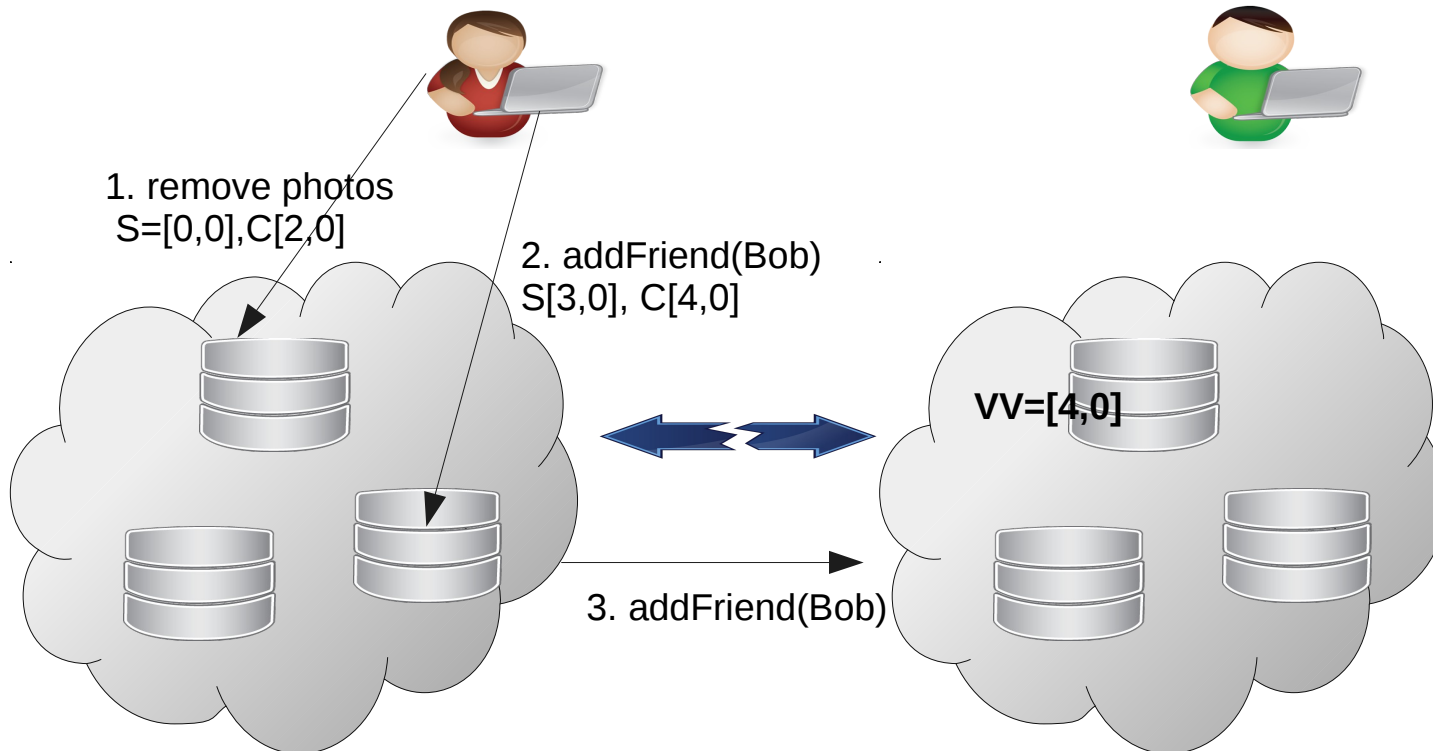 1. remove photos
S=[0,0],C[2,0]
2. addFriend(Bob)
S[3,0], C[4,0]
VV=[4,0]
3. addFriend(Bob)